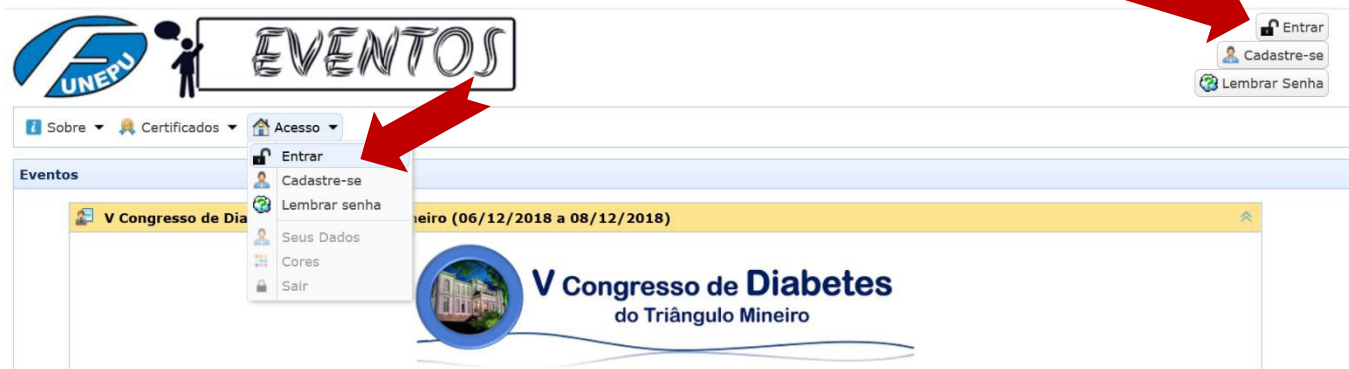 FUNEPU
EVENTOS
Entrar
Cadastre-se
Lembrar Senha
Sobre
Certificados
Acesso
Entrar
Cadastre-se
Lembrar senha
Seus Dados
Cores
Sair
Eventos
V Congresso de Dia
neiro (06/12/2018 a 08/12/2018)
V Congresso de Diabetes
do Triângulo Mineiro